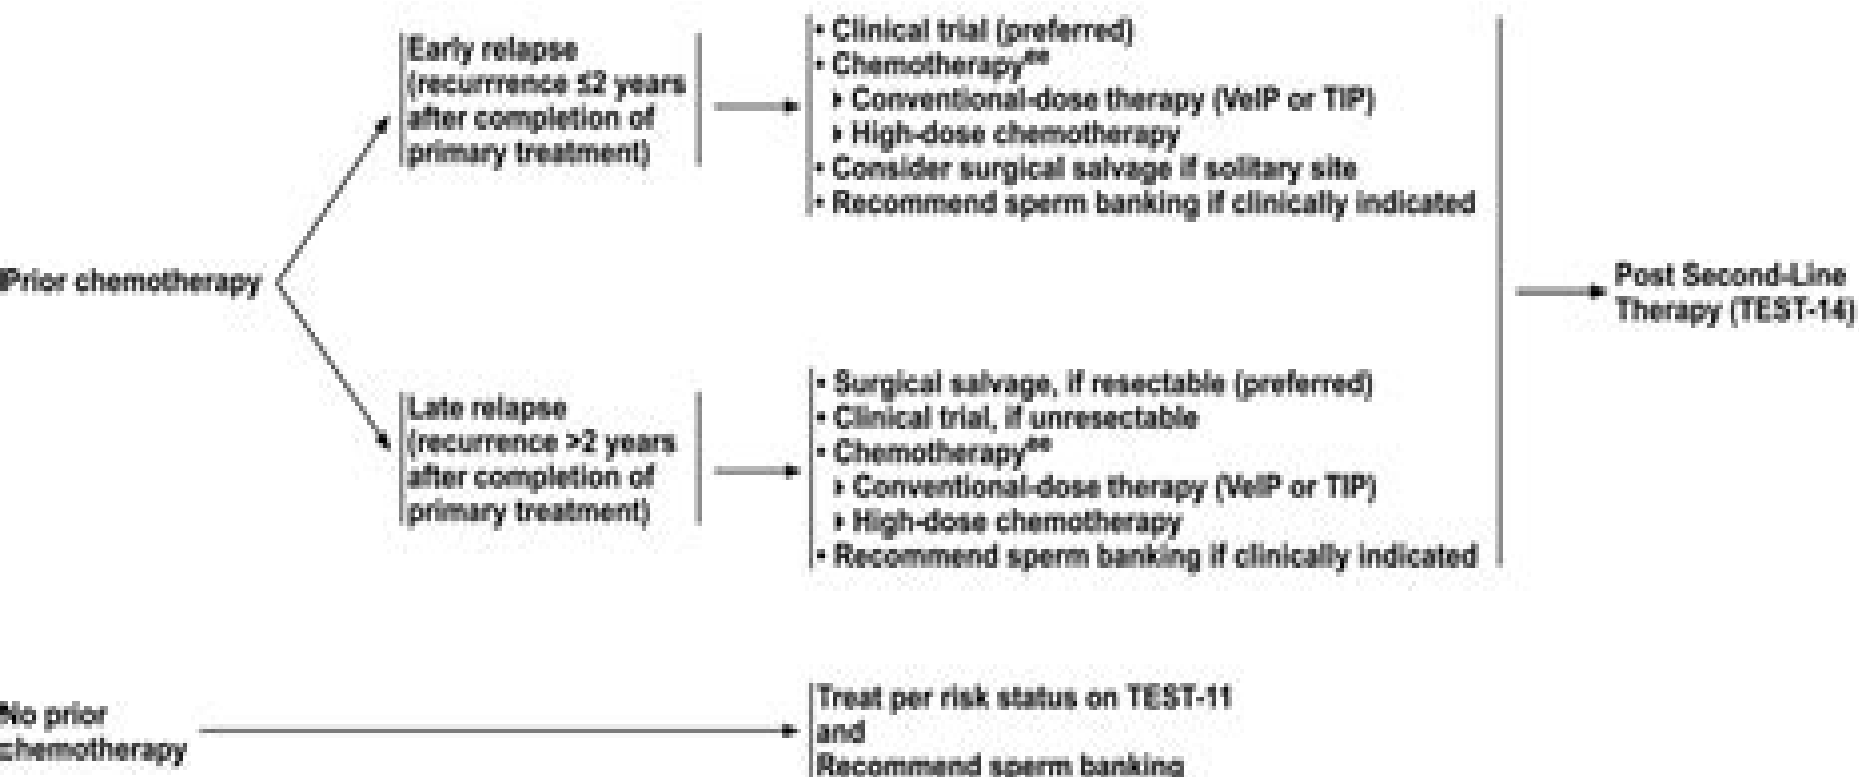 Early relapse
(recurrrence ≤2 years
after completion of
primary treatment)
• Clinical trial (preferred)
• Chemotherapyee
Conventional-dose therapy (VeIP or TIP)
High-dose chemotherapy
• Consider surgical salvage if solitary site
• Recommend sperm banking if clinically indicated
Prior chemotherapy
Post Second-Line
Therapy (TEST-14)
Late relapse
(recurrence >2 years
after completion of
primary treatment)
• Surgical salvage, if resectable (preferred)
• Clinical trial, if unresectable
• Chemotherapyee
Conventional-dose therapy (VeIP or TIP)
High-dose chemotherapy
• Recommend sperm banking if clinically indicated
No prior
chemotherapy
Treat per risk status on TEST-11
and
Recommend sperm banking